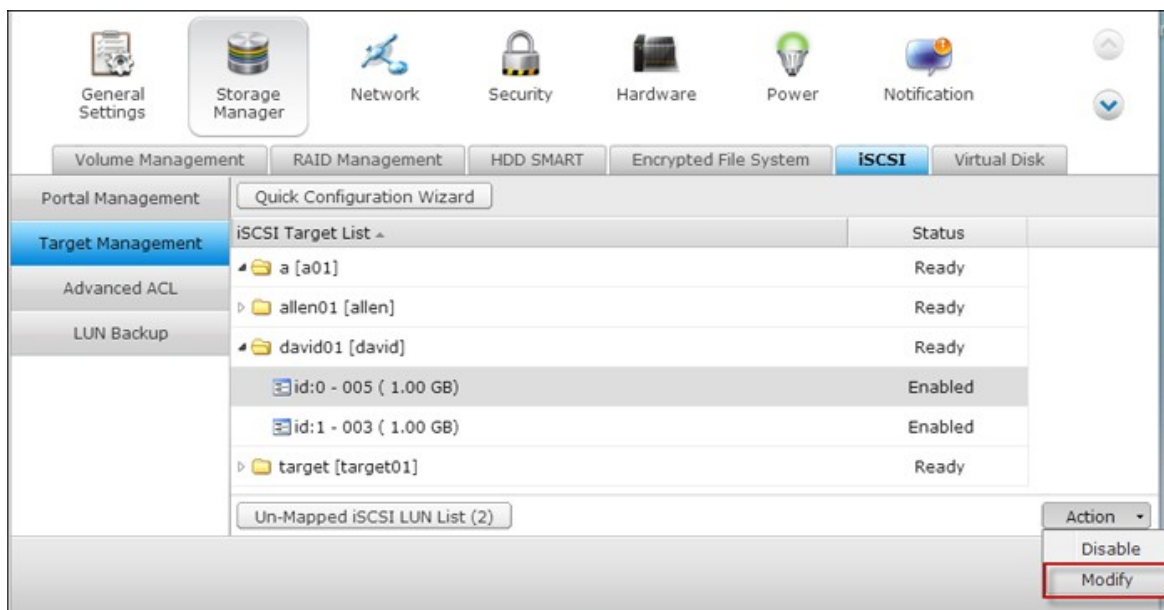 General Settings
Storage Manager
Network
Security
Hardware
Power
Notification
Volume Management
RAID Management
HDD SMART
Encrypted File System
iSCSI
Virtual Disk
Portal Management
Quick Configuration Wizard
Target Management
iSCSI Target List
Status
a [a01]
Ready
Advanced ACL
allen01 [allen]
Ready
LUN Backup
david01 [david]
Ready
id:0 - 005 ( 1.00 GB)
Enabled
id:1 - 003 ( 1.00 GB)
Enabled
target [target01]
Ready
Un-Mapped iSCSI LUN List (2)
Action
Disable
Modify